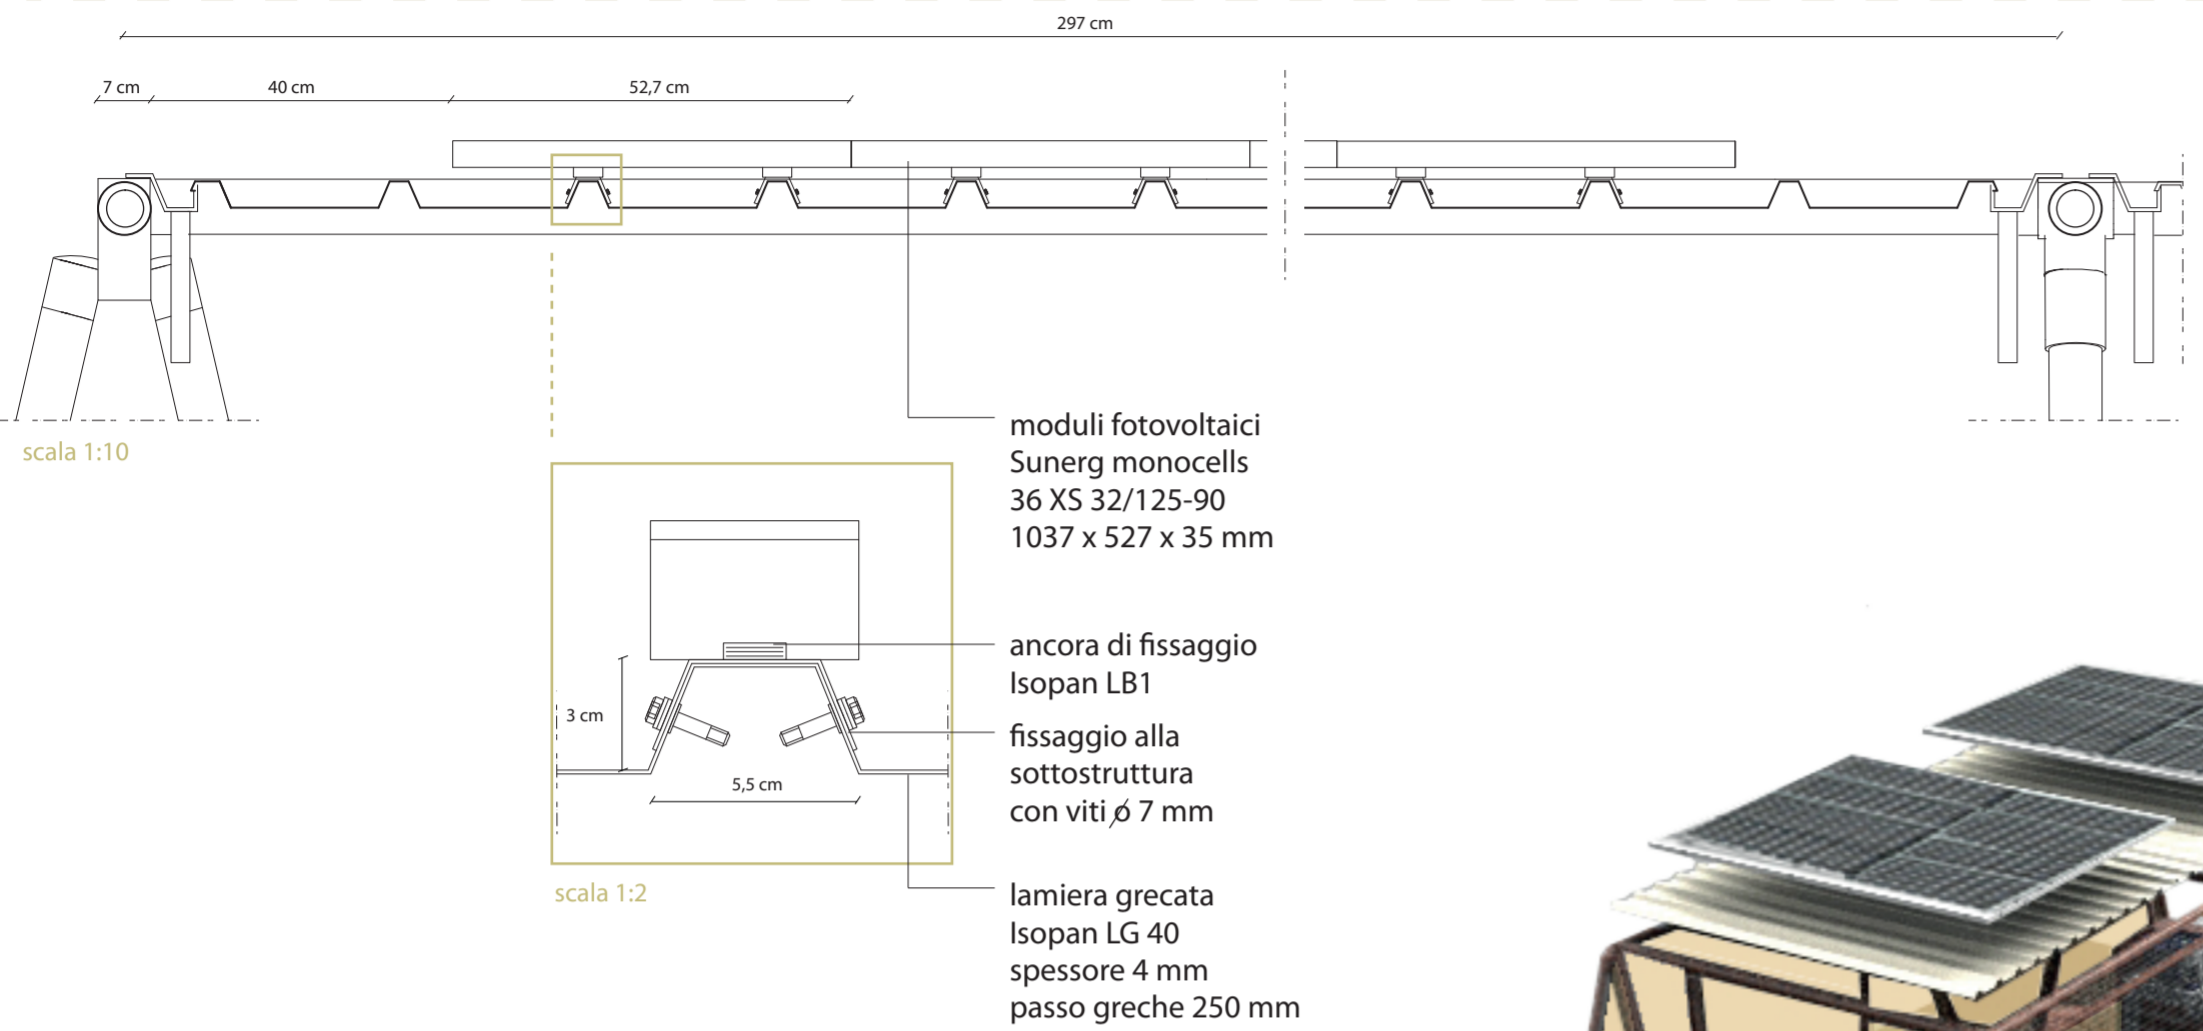 297 cm
7 cm
40 cm
52,7 cm
scala 1:10
moduli fotovoltaici
Sunerg monocells
36 XS 32/125-90
1037 x 527 x 35 mm
ancora di fissaggio
Isopan LB1
3 cm
fissaggio alla
sottostruttura
con viti ø 7 mm
5,5 cm
scala 1:2
lamiera grecata
Isopan LG 40
spessore 4 mm
passo greche 250 mm